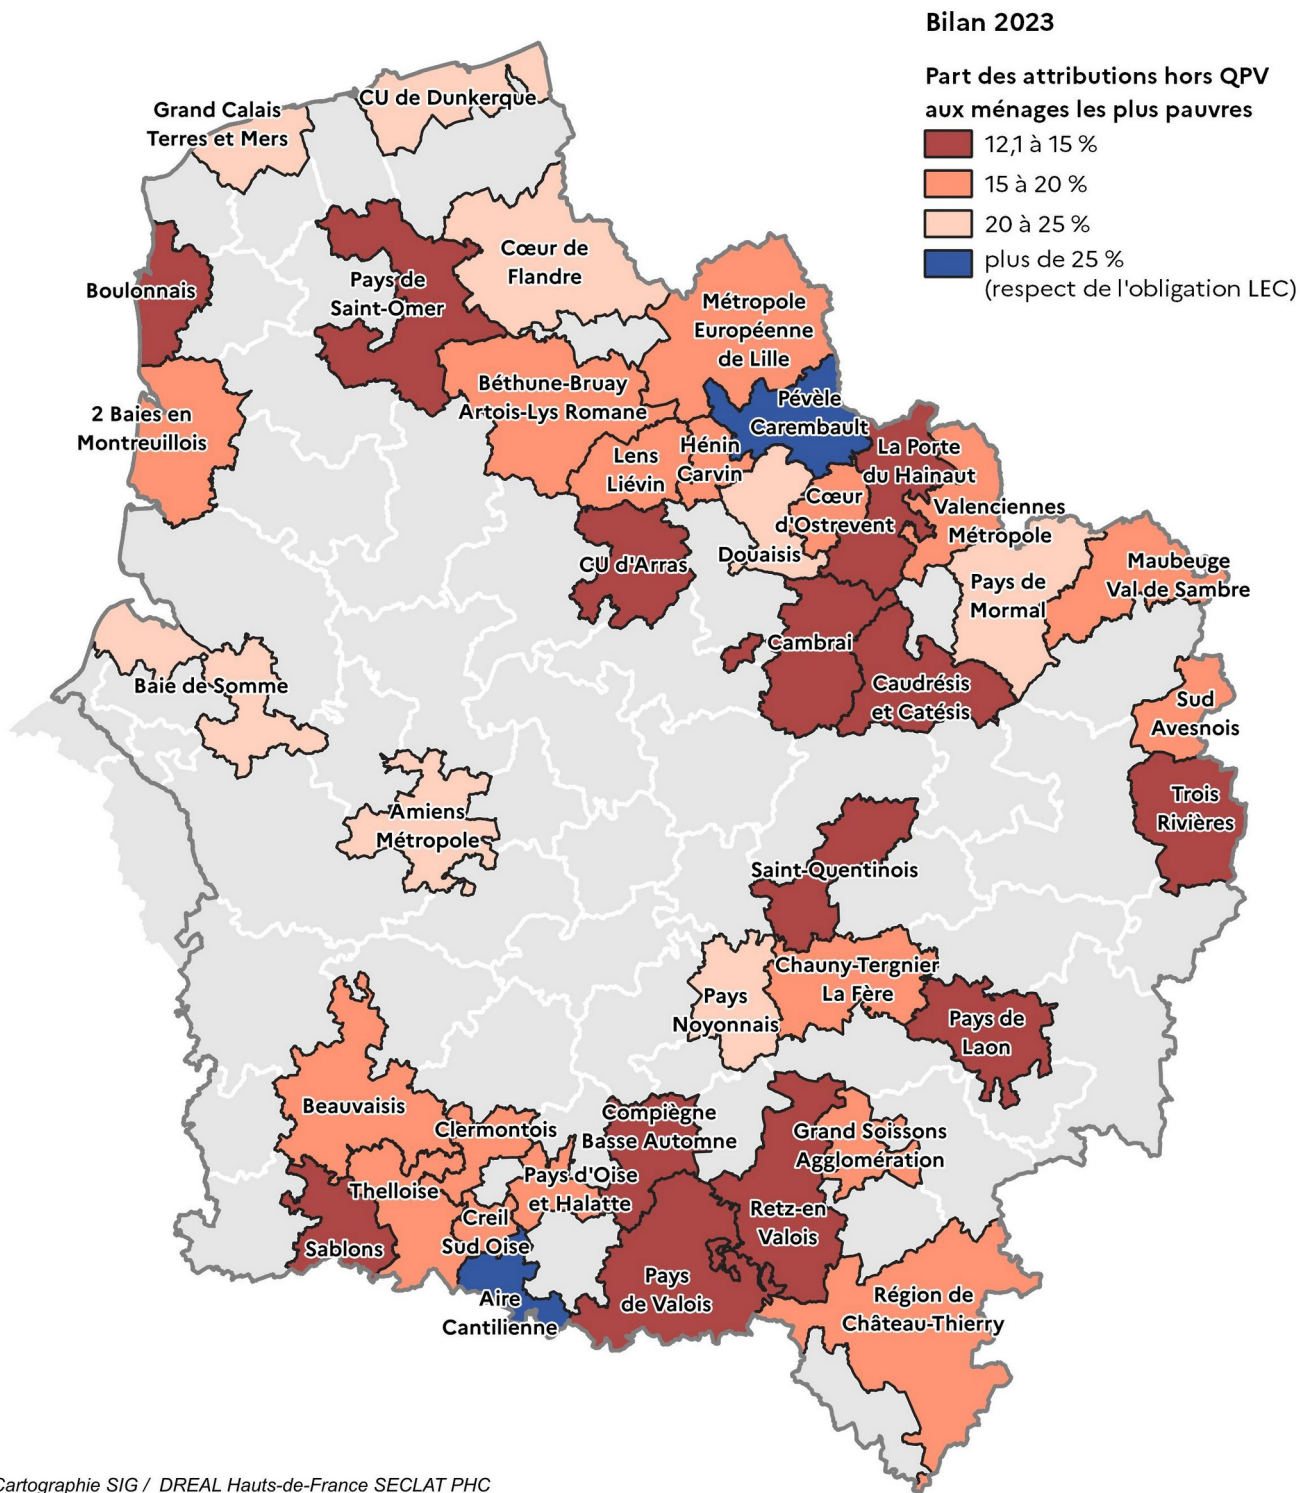 Bilan 2023
Part des attributions hors QPV
aux ménages les plus pauvres
12,1 à 15 %
15 à 20 %
20 à 25 %
plus de 25 %
(respect de l'obligation LEC)
Grand Calais
Terres et Mers
CU de Dunkerque
Cœur de
Flandre
Boulonnais
Pays de
Saint-Omer
Métropole
Européenne
de Lille
Béthune-Bruay
Artois-Lys Romane
2 Baies en
Montreuillois
Pévèle
Carembault
Lens
Liévin
Hénin
Carvin
La Porte
du Hainaut
Cœur
d'Ostrevent
Valenciennes
Métropole
Douaisis
CU d'Arras
Pays de
Mormal
Maubeuge
Val de Sambre
Cambrai
Caudrésis
et Catésis
Baie de Somme
Sud
Avesnois
Amiens
Métropole
Trois
Rivières
Saint-Quentinois
Chauny-Tergnier
La Fère
Pays
Noyonnais
Pays de
Laon
Beauvaisis
Clermontois
Compiègne
Basse Automne
Grand Soissons
Agglomération
Pays d'Oise
et Halatte
Thelloise
Creil
Sud Oise
Retz-en
Valois
Sablons
Aire
Cantilienne
Pays
de Valois
Région de
Château-Thierry
Cartographie SIG / DREAL Hauts-de-France SECLAT PHC